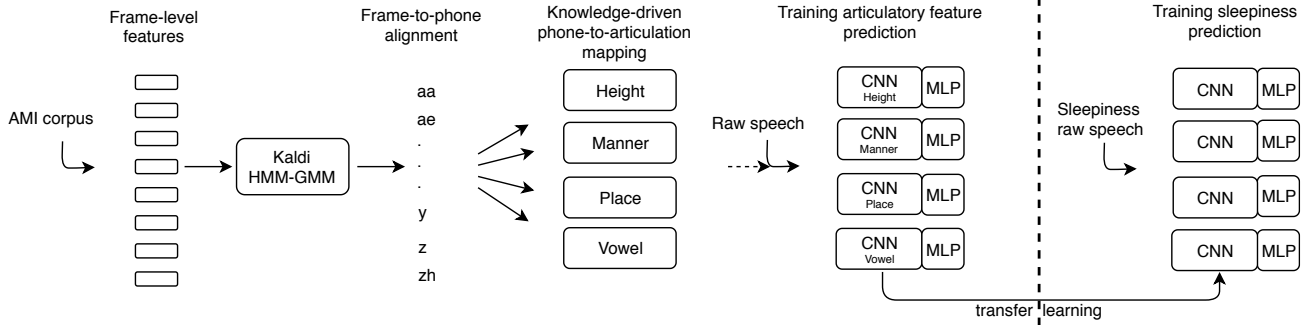 Frame-level
features
Frame-to-phone
alignment
Knowledge-driven
phone-to-articulation
mapping
Training articulatory feature
prediction
Training sleepiness
prediction
AMI corpus
Kaldi
HMM-GMM
aa
ae
.
.
.
y
z
zh
Height
Manner
Place
Vowel
Raw speech
CNN
Height
MLP
CNN
Manner
MLP
CNN
Place
MLP
CNN
Vowel
MLP
Sleepiness
raw speech
CNN MLP
CNN MLP
CNN MLP
CNN MLP
transfer learning